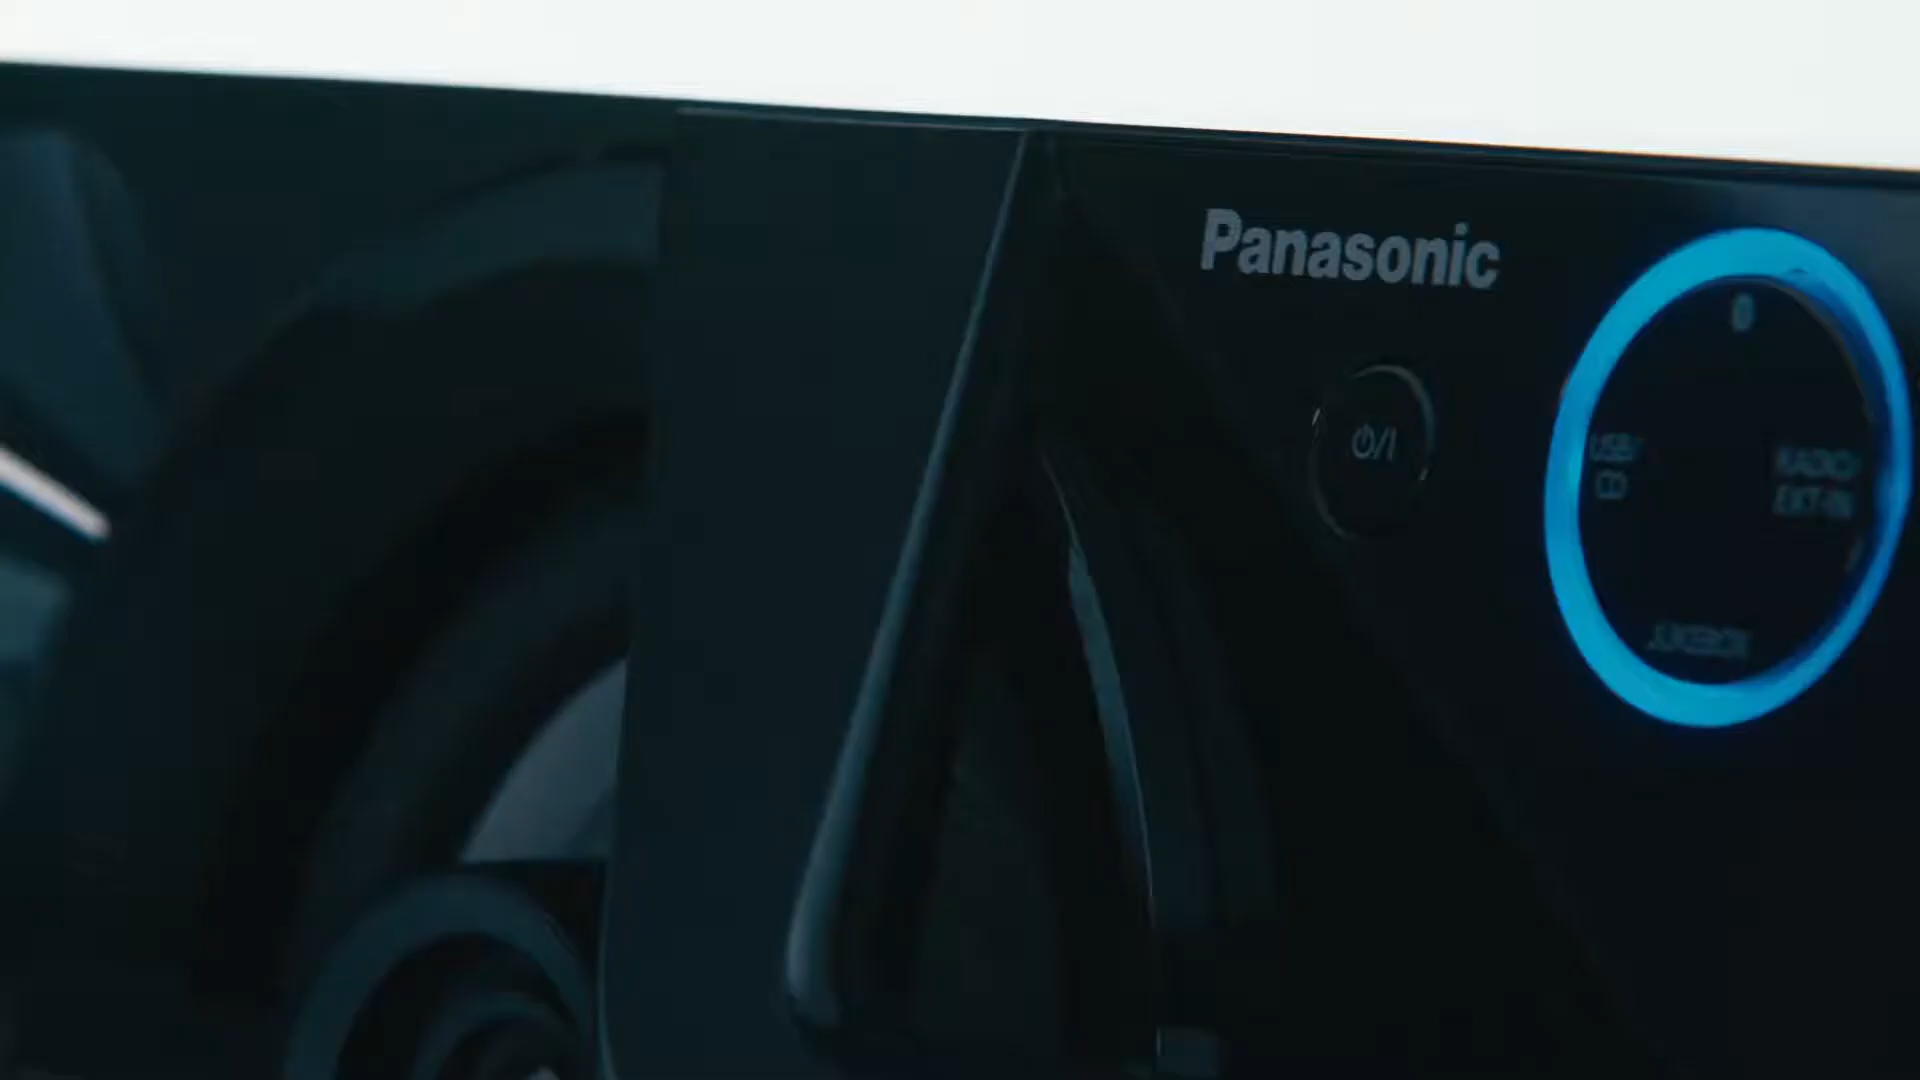 Panasonic
⏻/I
USB/
CD
RADIO/
EXT-IN
JUKEBOX